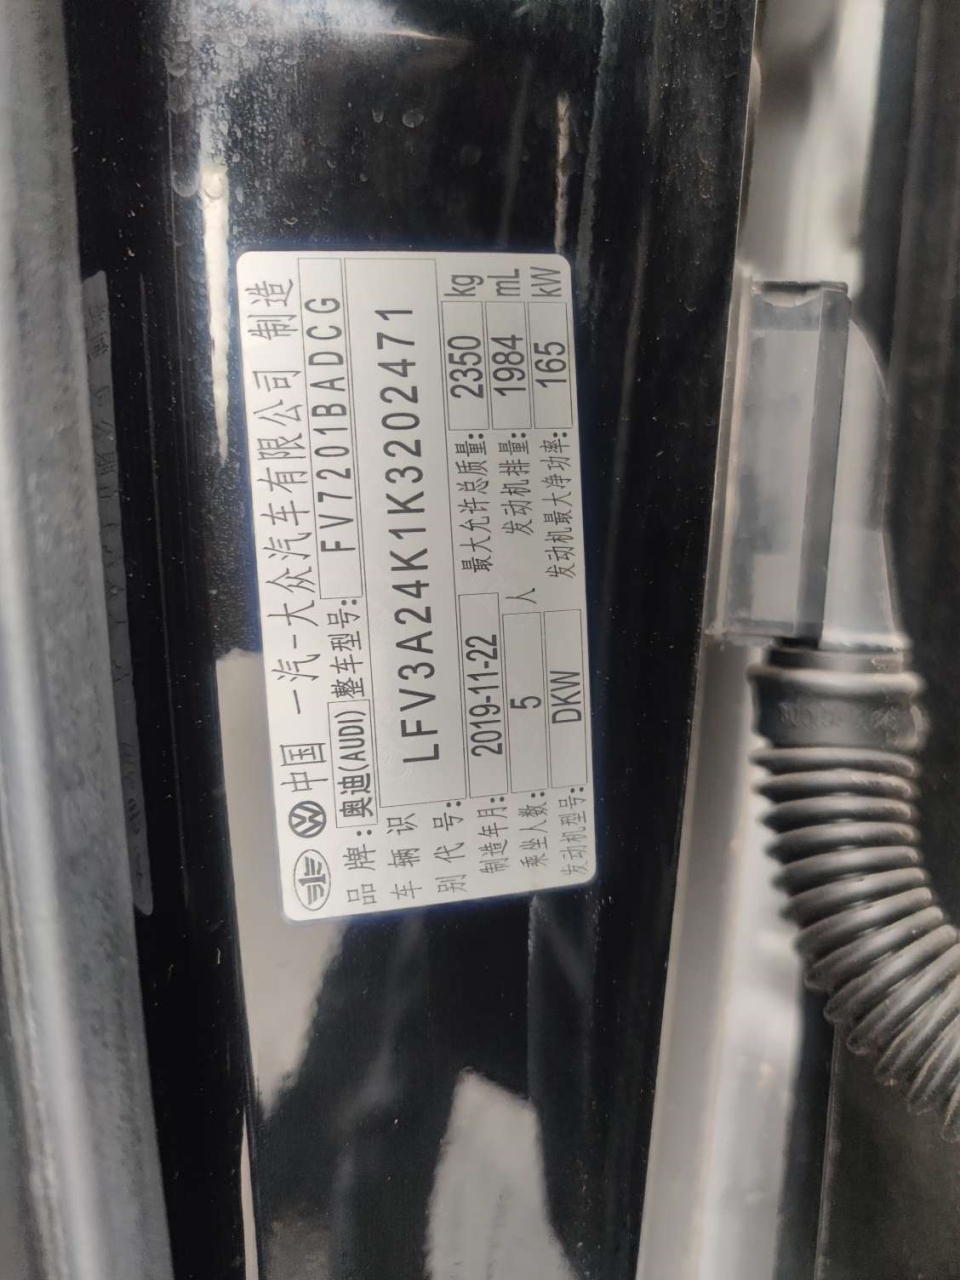 中国 一汽-大众汽车有限公司 制造
品牌: 奥迪(AUDI) 整车型号: FV7201BADCG
车辆识别代号: LFV3A24K1K3202471
制造年月: 2019-11-22 最大允许总质量: 2350 kg
乘坐人数: 5 人 发动机排量: 1984 mL
发动机型号: DKW 发动机最大净功率: 165 kW